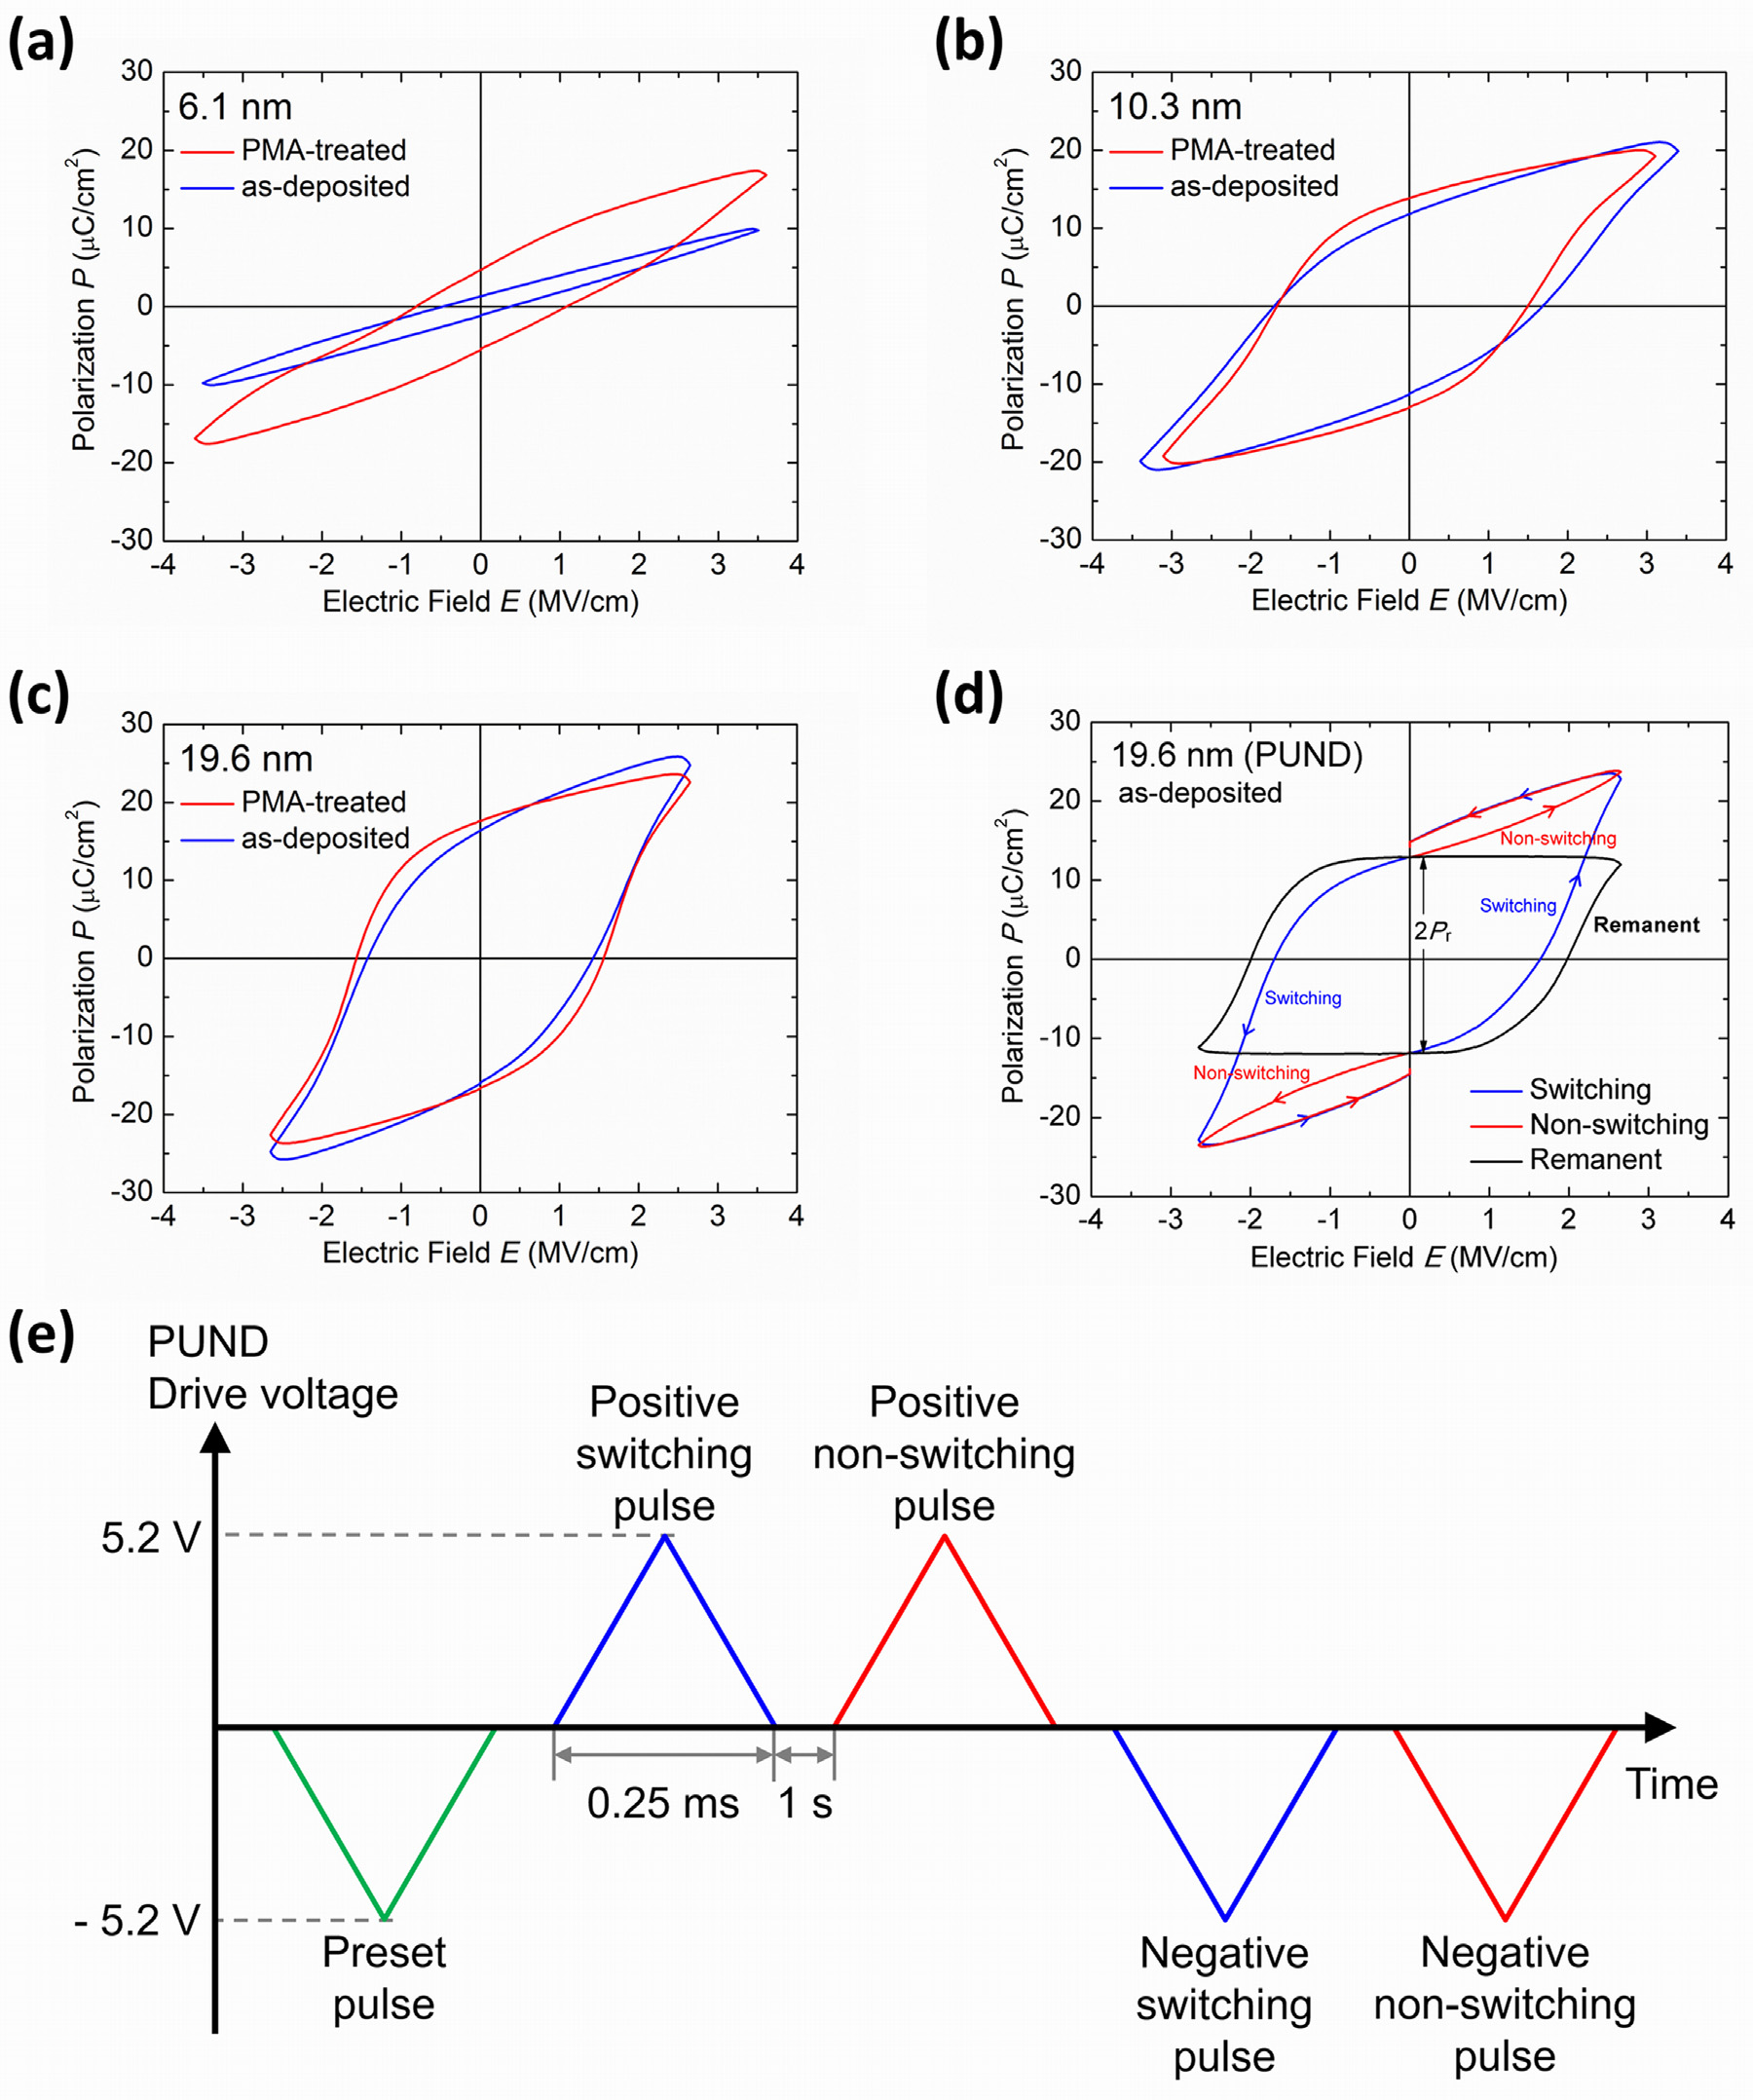 (a)
30
20
10
0
-10
-20
-30
6.1 nm
PMA-treated
as-deposited
-4 -3 -2 -1 0 1 2 3 4
Polarization P (μC/cm²)
Electric Field E (MV/cm)
(b)
30
20
10
0
-10
-20
-30
10.3 nm
PMA-treated
as-deposited
-4 -3 -2 -1 0 1 2 3 4
Polarization P (μC/cm²)
Electric Field E (MV/cm)
(c)
30
20
10
0
-10
-20
-30
19.6 nm
PMA-treated
as-deposited
-4 -3 -2 -1 0 1 2 3 4
Polarization P (μC/cm²)
Electric Field E (MV/cm)
(d)
30
20
10
0
-10
-20
-30
19.6 nm (PUND)
as-deposited
Non-switching
Switching
Remanent
2Pr
Switching
Non-switching
Switching
Non-switching
Remanent
-4 -3 -2 -1 0 1 2 3 4
Polarization P (μC/cm²)
Electric Field E (MV/cm)
(e)
PUND
Drive voltage
Positive
switching
pulse
Positive
non-switching
pulse
5.2 V
0.25 ms
1 s
Time
- 5.2 V
Preset
pulse
Negative
switching
pulse
Negative
non-switching
pulse